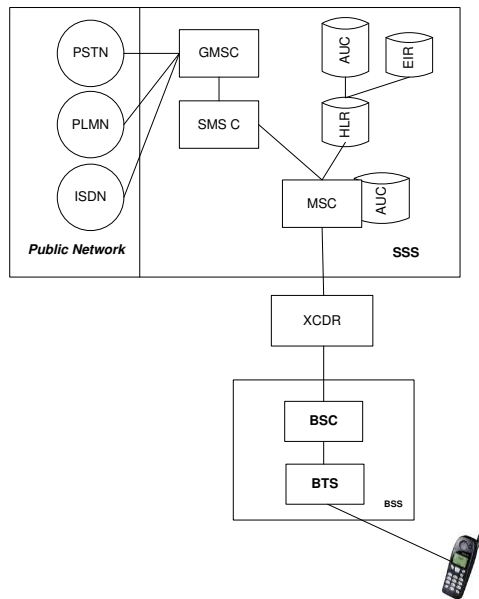 PSTN
GMSC
AUC
EIR
PLMN
SMS C
HLR
ISDN
MSC
AUC
Public Network
SSS
XCDR
BSC
BTS
BSS